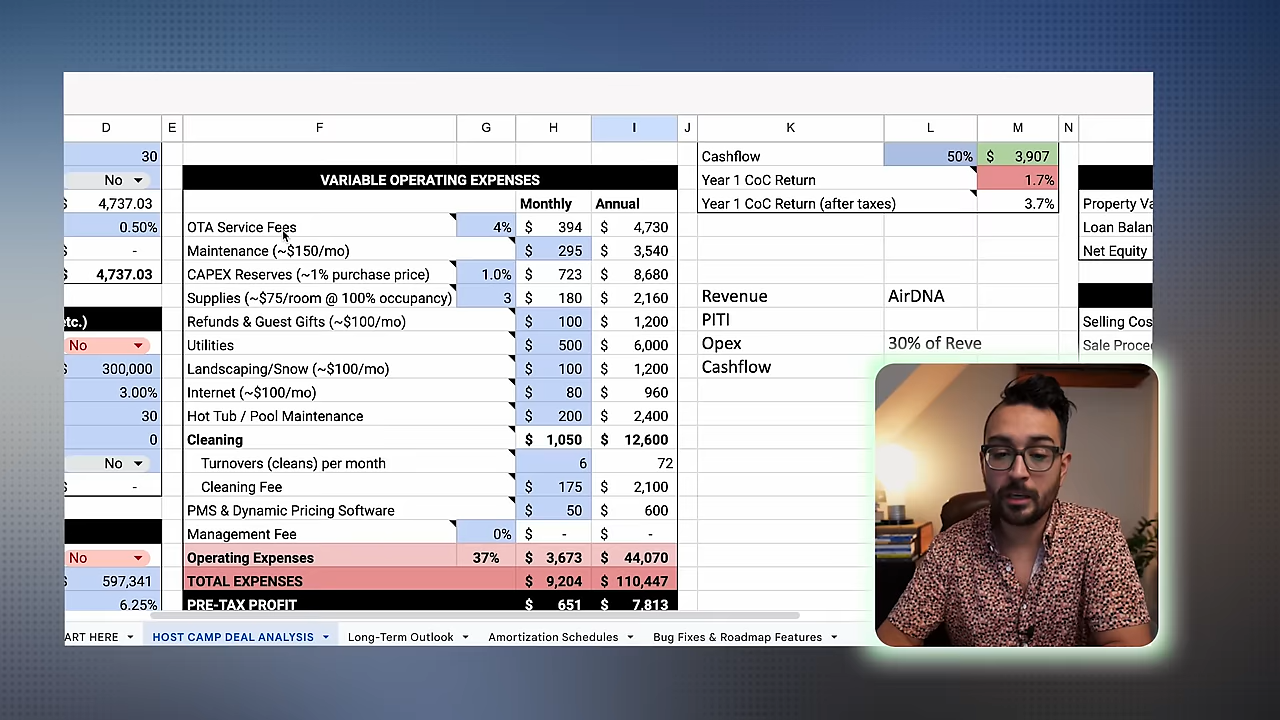 D E F G H I J K L M N
30 Cashflow 50% $ 3,907
No VARIABLE OPERATING EXPENSES Year 1 CoC Return 1.7%
4,737.03 Monthly Annual Year 1 CoC Return (after taxes) 3.7% Property Va
0.50% OTA Service Fees 4% $ 394 $ 4,730 Loan Balan
- Maintenance (~$150/mo) $ 295 $ 3,540 Net Equity
$ 4,737.03 CAPEX Reserves (~1% purchase price) 1.0% $ 723 $ 8,680
Supplies (~$75/room @ 100% occupancy) 3 $ 180 $ 2,160 Revenue AirDNA
etc.) Refunds & Guest Gifts (~$100/mo) $ 100 $ 1,200 PITI Selling Cos
No Utilities $ 500 $ 6,000 Opex 30% of Reve Sale Procee
300,000 Landscaping/Snow (~$100/mo) $ 100 $ 1,200 Cashflow
3.00% Internet (~$100/mo) $ 80 $ 960
30 Hot Tub / Pool Maintenance $ 200 $ 2,400
0 Cleaning $ 1,050 $ 12,600
No Turnovers (cleans) per month 6 72
- Cleaning Fee $ 175 $ 2,100
PMS & Dynamic Pricing Software $ 50 $ 600
Management Fee 0% $ - $ -
No Operating Expenses 37% $ 3,673 $ 44,070
597,341 TOTAL EXPENSES $ 9,204 $ 110,447
6.25% PRE-TAX PROFIT $ 651 $ 7,813
ART HERE HOST CAMP DEAL ANALYSIS Long-Term Outlook Amortization Schedules Bug Fixes & Roadmap Features